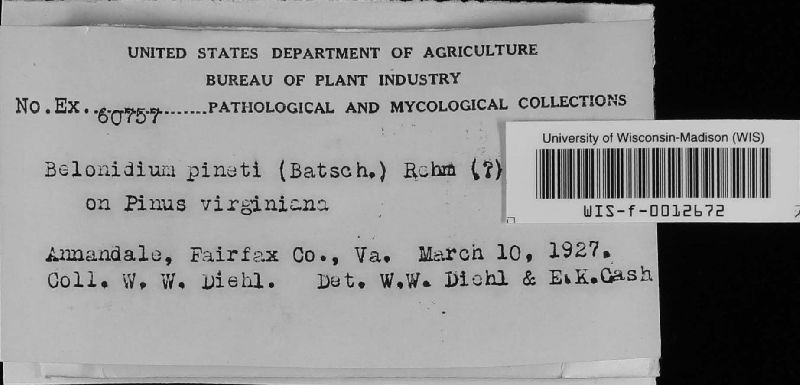 UNITED STATES DEPARTMENT OF AGRICULTURE
BUREAU OF PLANT INDUSTRY
No. Ex. 60757 PATHOLOGICAL AND MYCOLOGICAL COLLECTIONS
Belonidium pineti (Batsch.) Rehm (?)
on Pinus virginiana
Annandale, Fairfax Co., Va. March 10, 1927.
Coll. W. W. Diehl. Det. W.W. Diehl & E.K.Cash
University of Wisconsin-Madison (WIS)
WIS-f-0012672